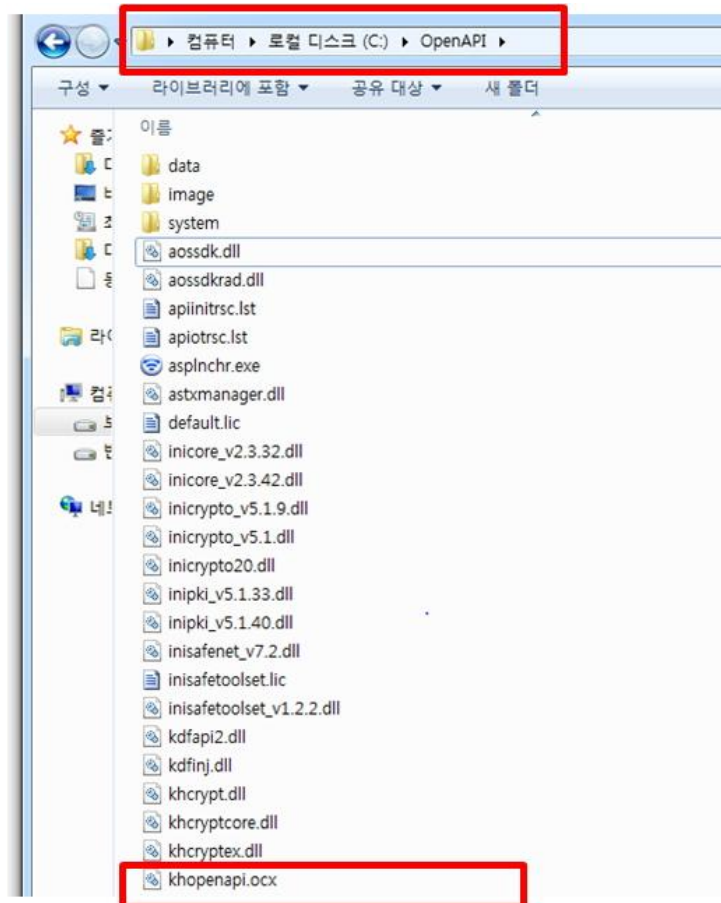 컴퓨터 ▸ 로컬 디스크 (C:) ▸ OpenAPI ▸
구성 ▼ 라이브러리에 포함 ▼ 공유 대상 ▼ 새 폴더
이름
data
image
system
aossdk.dll
aossdkrad.dll
apiinitrsc.lst
apiotrsc.lst
asplnchr.exe
astxmanager.dll
default.lic
inicore_v2.3.32.dll
inicore_v2.3.42.dll
inicrypto_v5.1.9.dll
inicrypto_v5.1.dll
inicrypto20.dll
inipki_v5.1.33.dll
inipki_v5.1.40.dll
inisafenet_v7.2.dll
inisafetoolset.lic
inisafetoolset_v1.2.2.dll
kdfapi2.dll
kdfinj.dll
khcrypt.dll
khcryptcore.dll
khcryptex.dll
khopenapi.ocx